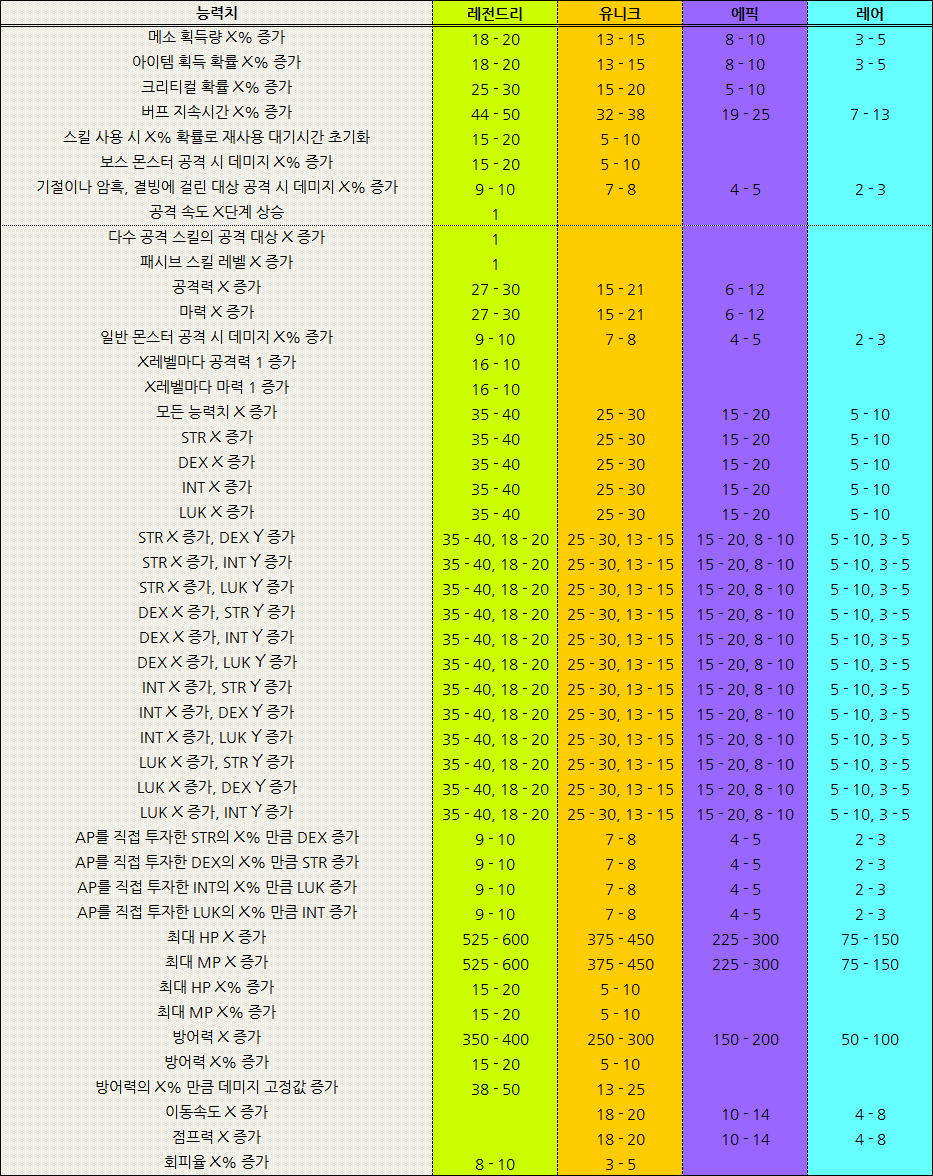 능력치 레전드리 유니크 에픽 레어
메소 획득량 X% 증가 18 - 20 13 - 15 8 - 10 3 - 5
아이템 획득 확률 X% 증가 18 - 20 13 - 15 8 - 10 3 - 5
크리티컬 확률 X% 증가 25 - 30 15 - 20 5 - 10
버프 지속시간 X% 증가 44 - 50 32 - 38 19 - 25 7 - 13
스킬 사용 시 X% 확률로 재사용 대기시간 초기화 15 - 20 5 - 10
보스 몬스터 공격 시 데미지 X% 증가 15 - 20 5 - 10
기절이나 암흑, 결빙에 걸린 대상 공격 시 데미지 X% 증가 9 - 10 7 - 8 4 - 5 2 - 3
공격 속도 X단계 상승 1
다수 공격 스킬의 공격 대상 X 증가 1
패시브 스킬 레벨 X 증가 1
공격력 X 증가 27 - 30 15 - 21 6 - 12
마력 X 증가 27 - 30 15 - 21 6 - 12
일반 몬스터 공격 시 데미지 X% 증가 9 - 10 7 - 8 4 - 5 2 - 3
X레벨마다 공격력 1 증가 16 - 10
X레벨마다 마력 1 증가 16 - 10
모든 능력치 X 증가 35 - 40 25 - 30 15 - 20 5 - 10
STR X 증가 35 - 40 25 - 30 15 - 20 5 - 10
DEX X 증가 35 - 40 25 - 30 15 - 20 5 - 10
INT X 증가 35 - 40 25 - 30 15 - 20 5 - 10
LUK X 증가 35 - 40 25 - 30 15 - 20 5 - 10
STR X 증가, DEX Y 증가 35 - 40, 18 - 20 25 - 30, 13 - 15 15 - 20, 8 - 10 5 - 10, 3 - 5
STR X 증가, INT Y 증가 35 - 40, 18 - 20 25 - 30, 13 - 15 15 - 20, 8 - 10 5 - 10, 3 - 5
STR X 증가, LUK Y 증가 35 - 40, 18 - 20 25 - 30, 13 - 15 15 - 20, 8 - 10 5 - 10, 3 - 5
DEX X 증가, STR Y 증가 35 - 40, 18 - 20 25 - 30, 13 - 15 15 - 20, 8 - 10 5 - 10, 3 - 5
DEX X 증가, INT Y 증가 35 - 40, 18 - 20 25 - 30, 13 - 15 15 - 20, 8 - 10 5 - 10, 3 - 5
DEX X 증가, LUK Y 증가 35 - 40, 18 - 20 25 - 30, 13 - 15 15 - 20, 8 - 10 5 - 10, 3 - 5
INT X 증가, STR Y 증가 35 - 40, 18 - 20 25 - 30, 13 - 15 15 - 20, 8 - 10 5 - 10, 3 - 5
INT X 증가, DEX Y 증가 35 - 40, 18 - 20 25 - 30, 13 - 15 15 - 20, 8 - 10 5 - 10, 3 - 5
INT X 증가, LUK Y 증가 35 - 40, 18 - 20 25 - 30, 13 - 15 15 - 20, 8 - 10 5 - 10, 3 - 5
LUK X 증가, STR Y 증가 35 - 40, 18 - 20 25 - 30, 13 - 15 15 - 20, 8 - 10 5 - 10, 3 - 5
LUK X 증가, DEX Y 증가 35 - 40, 18 - 20 25 - 30, 13 - 15 15 - 20, 8 - 10 5 - 10, 3 - 5
LUK X 증가, INT Y 증가 35 - 40, 18 - 20 25 - 30, 13 - 15 15 - 20, 8 - 10 5 - 10, 3 - 5
AP를 직접 투자한 STR의 X% 만큼 DEX 증가 9 - 10 7 - 8 4 - 5 2 - 3
AP를 직접 투자한 DEX의 X% 만큼 STR 증가 9 - 10 7 - 8 4 - 5 2 - 3
AP를 직접 투자한 INT의 X% 만큼 LUK 증가 9 - 10 7 - 8 4 - 5 2 - 3
AP를 직접 투자한 LUK의 X% 만큼 INT 증가 9 - 10 7 - 8 4 - 5 2 - 3
최대 HP X 증가 525 - 600 375 - 450 225 - 300 75 - 150
최대 MP X 증가 525 - 600 375 - 450 225 - 300 75 - 150
최대 HP X% 증가 15 - 20 5 - 10
최대 MP X% 증가 15 - 20 5 - 10
방어력 X 증가 350 - 400 250 - 300 150 - 200 50 - 100
방어력 X% 증가 15 - 20 5 - 10
방어력의 X% 만큼 데미지 고정값 증가 38 - 50 13 - 25
이동속도 X 증가 18 - 20 10 - 14 4 - 8
점프력 X 증가 18 - 20 10 - 14 4 - 8
회피율 X% 증가 8 - 10 3 - 5